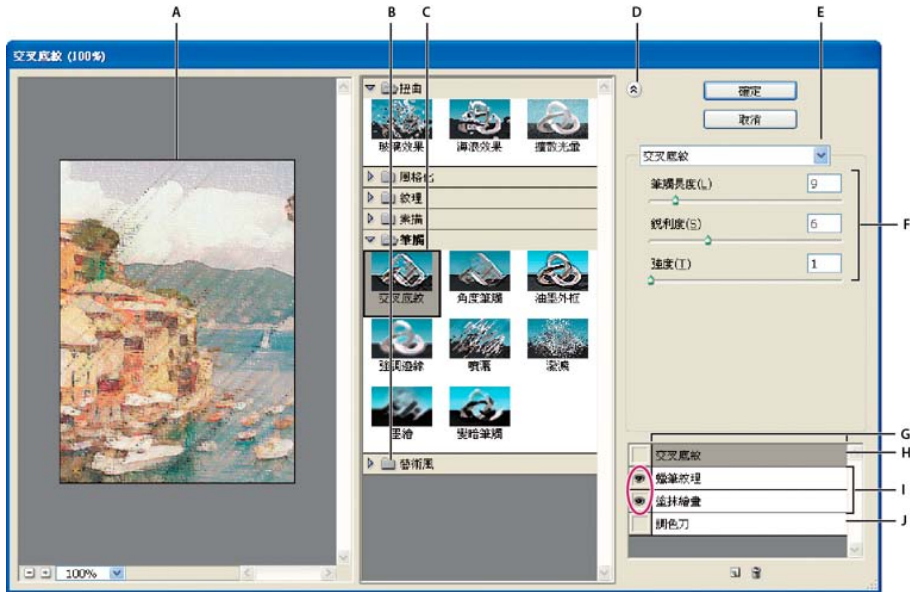 A
B
C
D
E
交叉底紋 (100%)
扭曲
玻璃效果
海浪效果
擴散光暈
風格化
紋理
素描
筆觸
交叉底紋
角度筆觸
油墨外框
強調邊緣
噴灑
潑濺
墨繪
變暗筆觸
藝術風
100%
確定
取消
交叉底紋
筆觸長度(L)
9
銳利度(S)
6
強度(T)
1
F
G
交叉底紋
H
蠟筆紋理
I
塗抹繪畫
調色刀
J